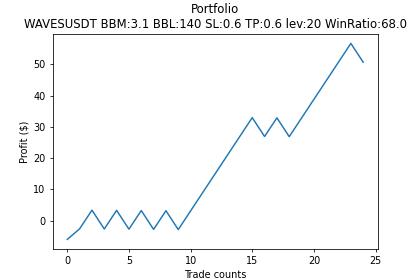 Portfolio
WAVESUSDT BBM:3.1 BBL:140 SL:0.6 TP:0.6 lev:20 WinRatio:68.0
50
40
30
20
10
0
Profit ($)
0 5 10 15 20 25
Trade counts